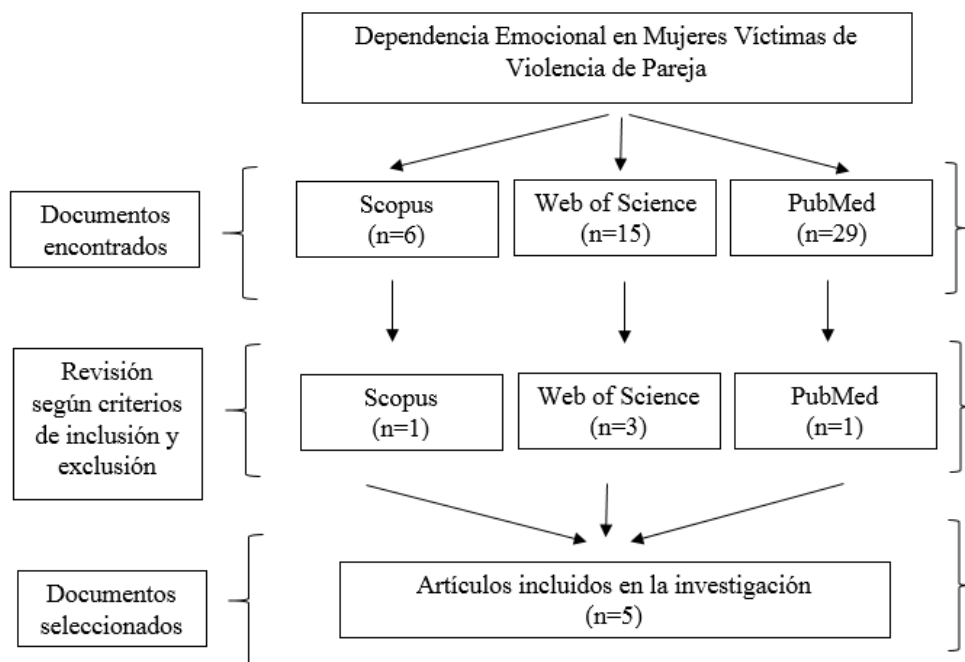 Dependencia Emocional en Mujeres Víctimas de
Violencia de Pareja
Documentos
encontrados
Scopus
(n=6)
Web of Science
(n=15)
PubMed
(n=29)
Revisión
según criterios
de inclusión y
exclusión
Scopus
(n=1)
Web of Science
(n=3)
PubMed
(n=1)
Documentos
seleccionados
Artículos incluidos en la investigación
(n=5)